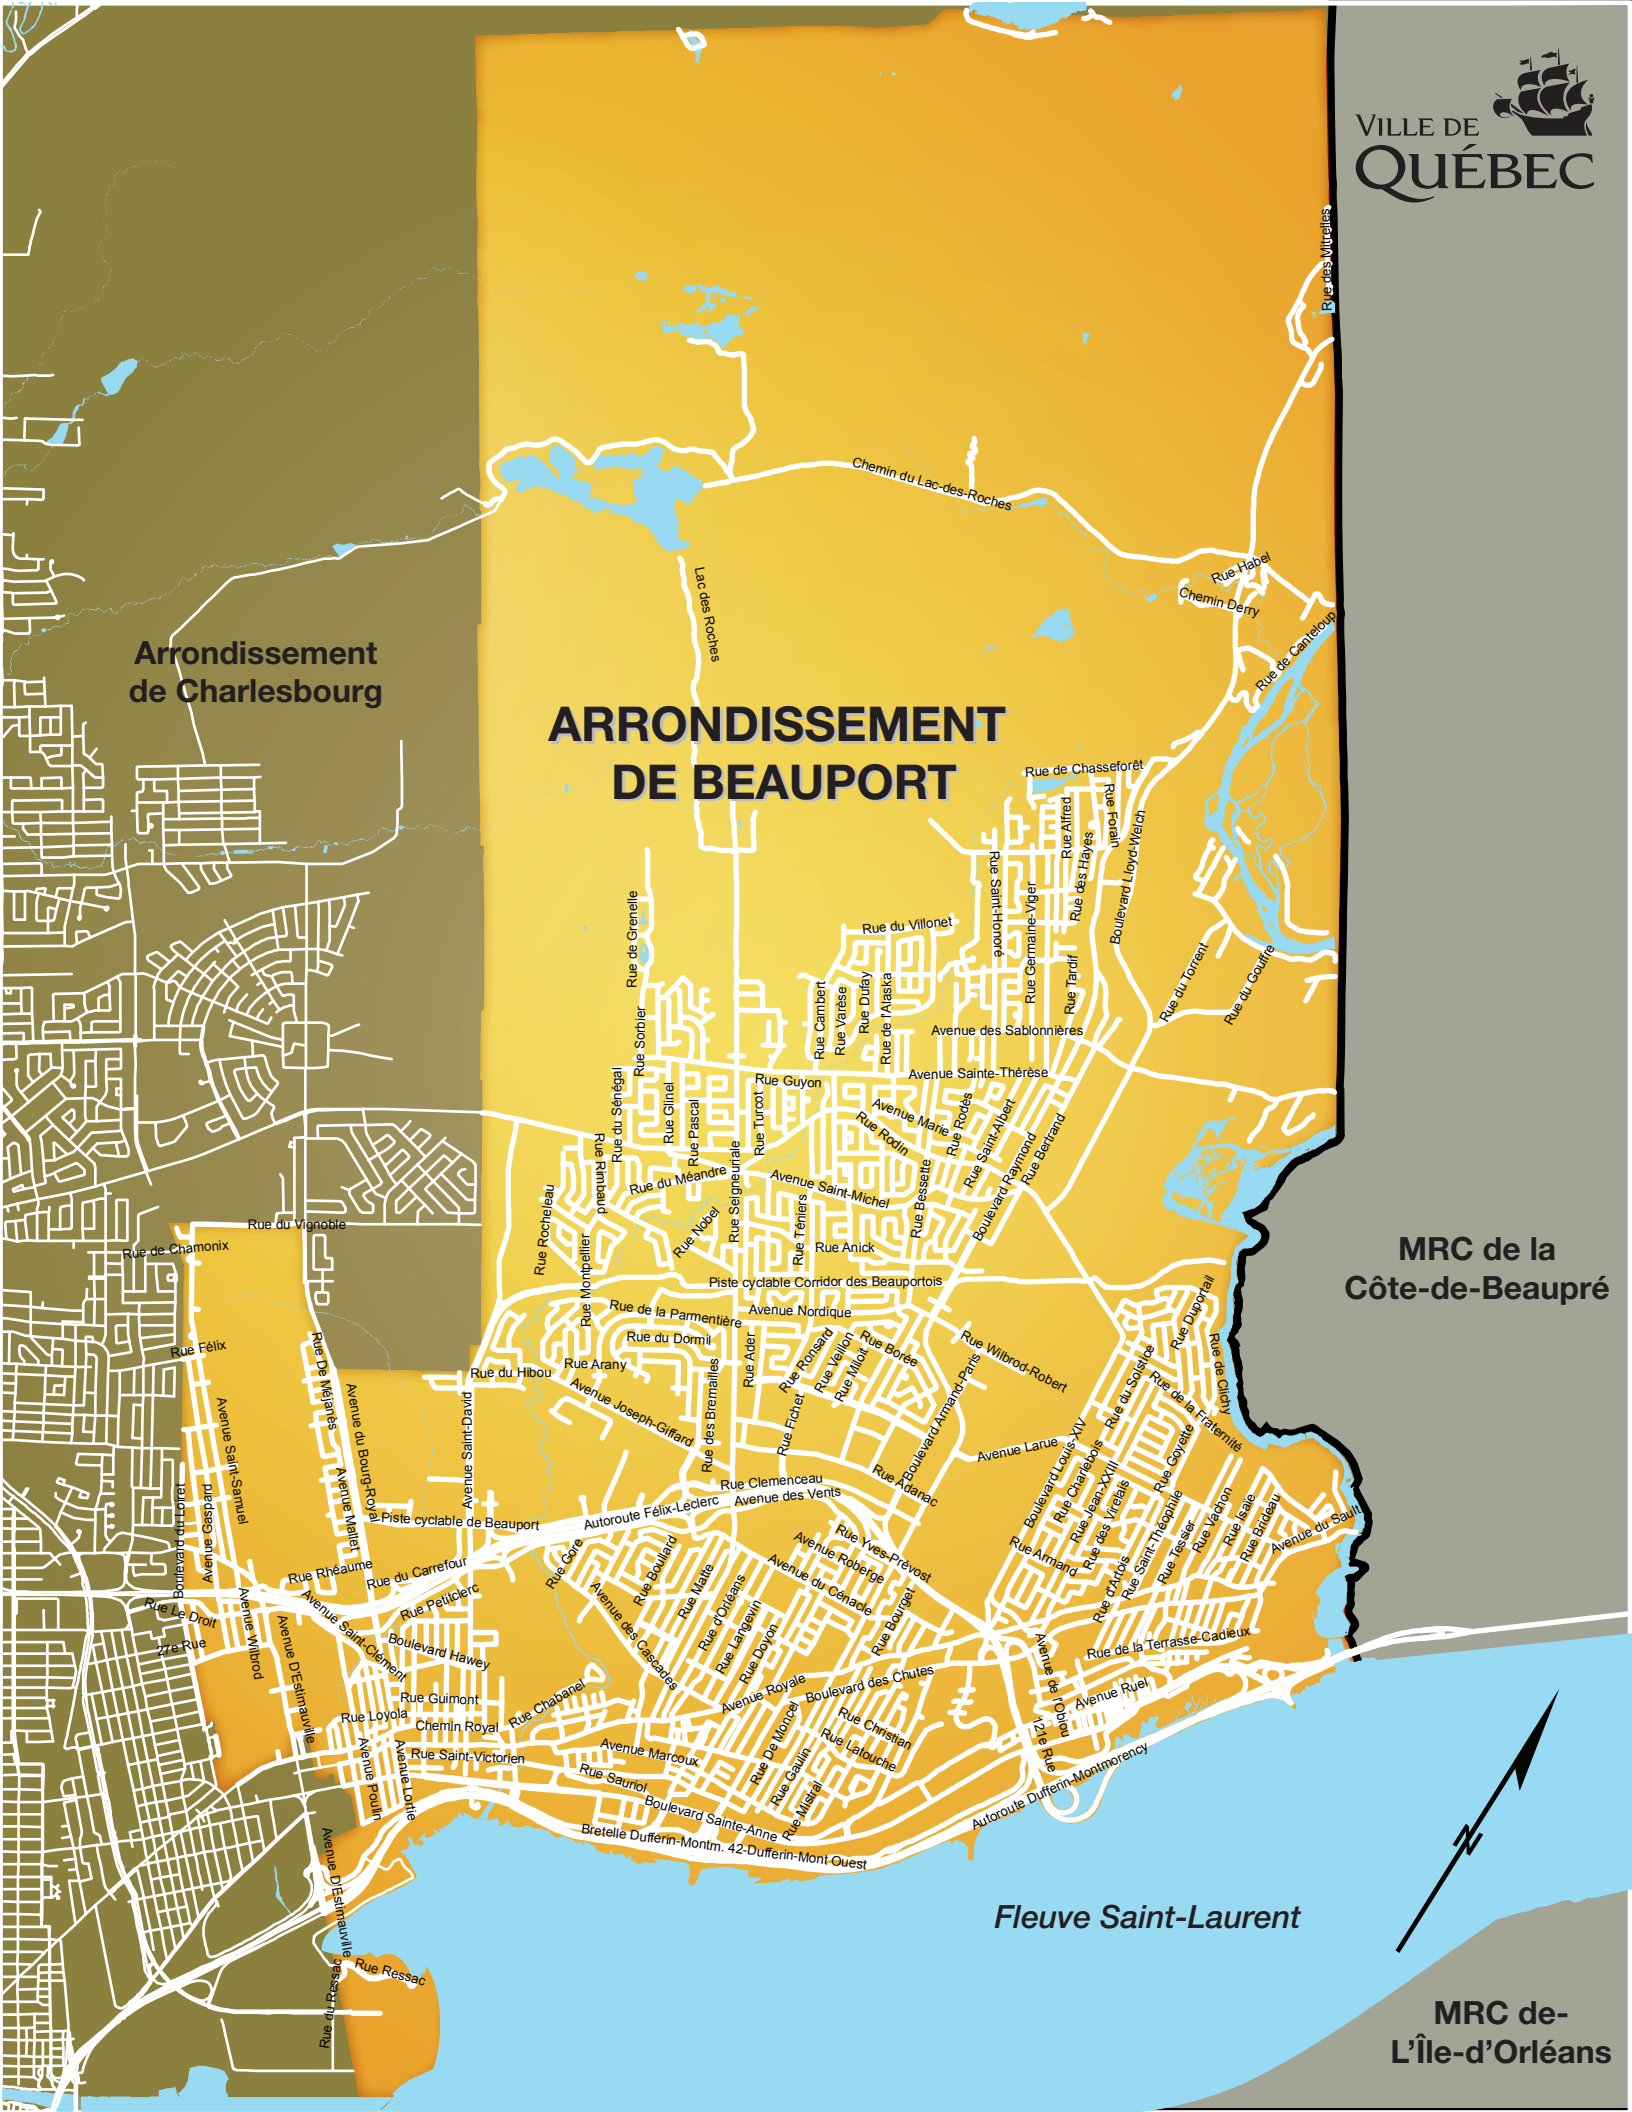 VILLE DE
QUÉBEC
Rue des Mitrelles
Chemin du Lac-des-Roches
Rue Habel
Chemin Derry
Lac des Roches
Rue de Canteloup
Arrondissement
de Charlesbourg
ARRONDISSEMENT
DE BEAUPORT
Rue de Chasseforêt
Rue Alfred
Rue Forain
Rue des Hayes
Boulevard Lloyd-Welch
Rue Saint-Honoré
Rue Germaine-Viger
Rue de Grenelle
Rue du Villonet
Rue Tardif
Rue du Torrent
Rue du Gouffre
Rue Sorbier
Rue Cambert
Rue Varèse
Rue Dufay
Rue de l'Alaska
Avenue des Sablonnières
Rue du Sénégal
Rue Glinel
Rue Pascal
Rue Guyon
Rue Turcot
Avenue Sainte-Thérèse
Avenue Marie
Rue Rodin
Rue Rodès
Rue Saint-Albert
Boulevard Raymond
Rue Bertrand
Rue Rimbaud
Rue du Méandre
Rue Seigneuriale
Avenue Saint-Michel
Rue Bessette
Rue Rocheleau
Rue Nobel
Rue Téniers
Rue Anick
Rue du Vignoble
Rue de Chamonix
Rue Montpellier
MRC de la
Côte-de-Beaupré
Piste cyclable Corridor des Beauportois
Rue de la Parmentière
Avenue Nordique
Rue Duportail
Rue du Dormil
Rue Ader
Rue Ronsard
Rue Veillon
Rue Miloit
Rue Borée
Rue Wilbrod-Robert
Rue de Clichy
Rue Félix
Rue De Méjanès
Rue du Hibou
Rue Arany
Avenue Joseph-Giffard
Rue des Bremailles
Rue Fichet
Boulevard Armand-Paris
Rue du Solstice
Rue de la Fraternité
Avenue Saint-Samuel
Avenue du Bourg-Royal
Avenue Saint-David
Avenue Larue
Boulevard Louis-XIV
Rue Charlebois
Rue Jean-XXIII
Rue des Virelais
Rue Goyette
Boulevard du Loiret
Avenue Gaspard
Avenue Mallet
Rue Clemenceau
Avenue des Vents
Rue Adanac
Piste cyclable de Beauport
Autoroute Félix-Leclerc
Rue Saint-Théophile
Rue Tessier
Rue Vachon
Rue Isaïe
Rue Brideau
Avenue du Sault
Rue Gore
Rue Boullard
Rue Matte
Avenue Roberge
Rue Yves-Prévost
Avenue du Cénacle
Rue Armand
Rue d'Artois
Rue Rhéaume
Rue du Carrefour
Rue Petitclerc
Avenue des Cascades
Rue d'Orléans
Rue Langevin
Rue Doyon
Rue Bourget
Rue Le Droit
27e Rue
Avenue Wilbrod
Avenue D'Estimauville
Avenue Saint-Clément
Boulevard Hawey
Avenue de l'Obiou
Rue de la Terrasse-Cadieux
Rue Guimont
Rue Chabanel
Avenue Royale
Boulevard des Chutes
Avenue Ruel
Rue Loyola
Chemin Royal
Rue De Moncel
Rue Christian
Rue Latouche
121e Rue
Avenue Poulin
Avenue Lortie
Rue Saint-Victorien
Avenue Marcoux
Rue Sauriol
Rue Gaulin
Rue Mistral
Autoroute Dufferin-Montmorency
Boulevard Sainte-Anne
Bretelle Dufferin-Montm. 42-Dufferin-Mont Ouest
Avenue D'Estimauville
Fleuve Saint-Laurent
Rue Ressac
Rue du Ressac
N
MRC de-
L'Île-d'Orléans